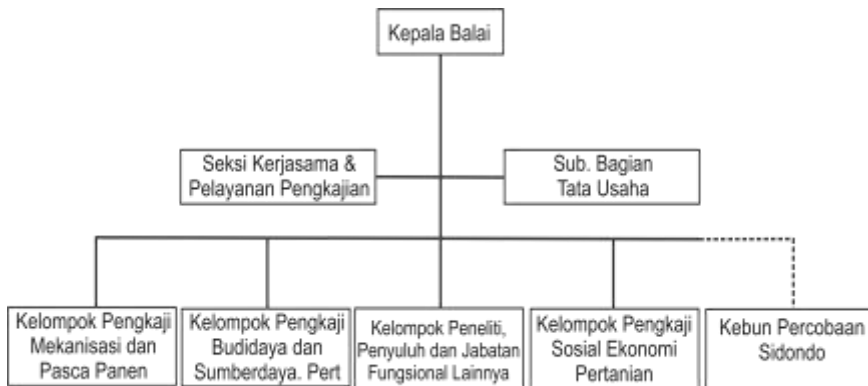 Kepala Balai
Seksi Kerjasama &
Pelayanan Pengkajian
Sub. Bagian
Tata Usaha
Kelompok Pengkaji
Mekanisasi dan
Pasca Panen
Kelompok Pengkaji
Budidaya dan
Sumberdaya. Pert
Kelompok Peneliti,
Penyuluh dan Jabatan
Fungsional Lainnya
Kelompok Pengkaji
Sosial Ekonomi
Pertanian
Kebun Percobaan
Sidondo